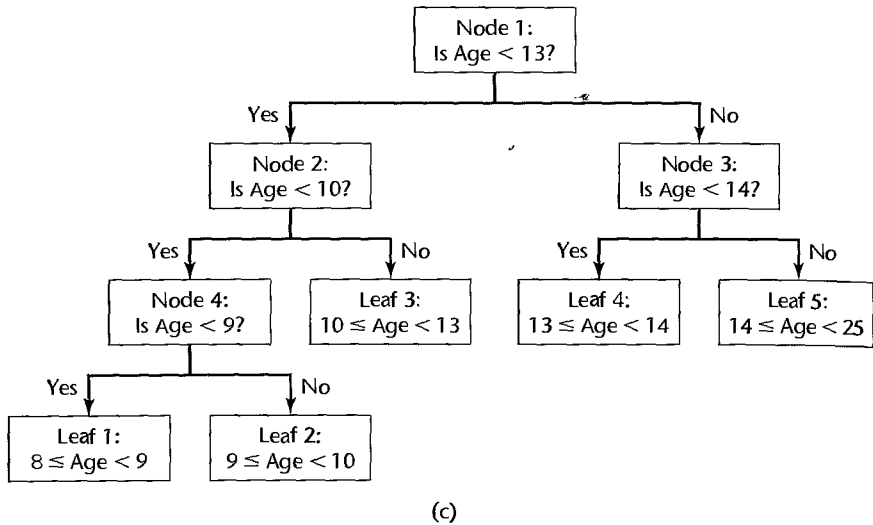 Node 1:
Is Age < 13?
Yes
No
Node 2:
Is Age < 10?
Node 3:
Is Age < 14?
Yes
No
Yes
No
Node 4:
Is Age < 9?
Leaf 3:
10 ≤ Age < 13
Leaf 4:
13 ≤ Age < 14
Leaf 5:
14 ≤ Age < 25
Yes
No
Leaf 1:
8 ≤ Age < 9
Leaf 2:
9 ≤ Age < 10
(c)